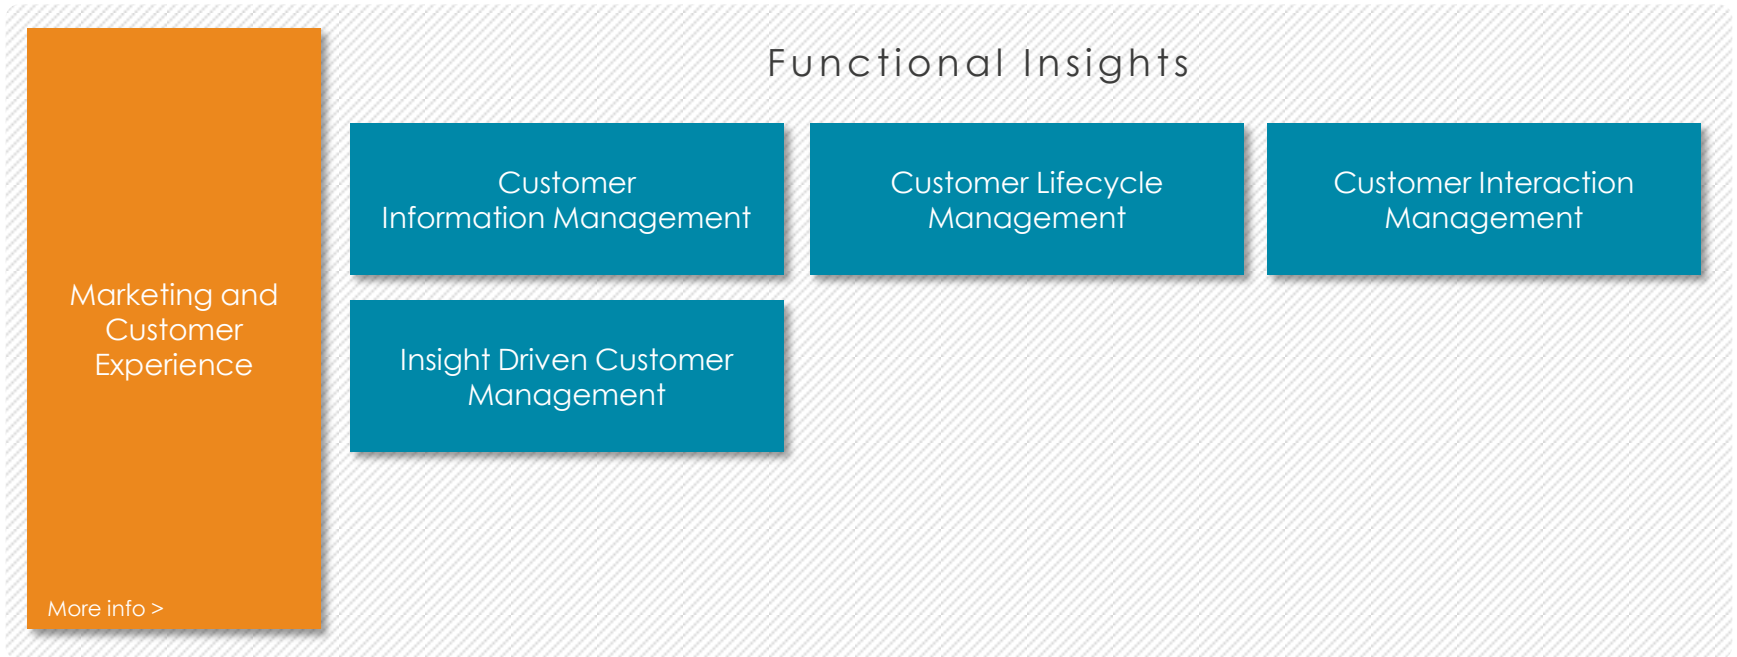 Functional Insights
Marketing and
Customer
Experience
More info >
Customer
Information Management
Customer Lifecycle
Management
Customer Interaction
Management
Insight Driven Customer
Management